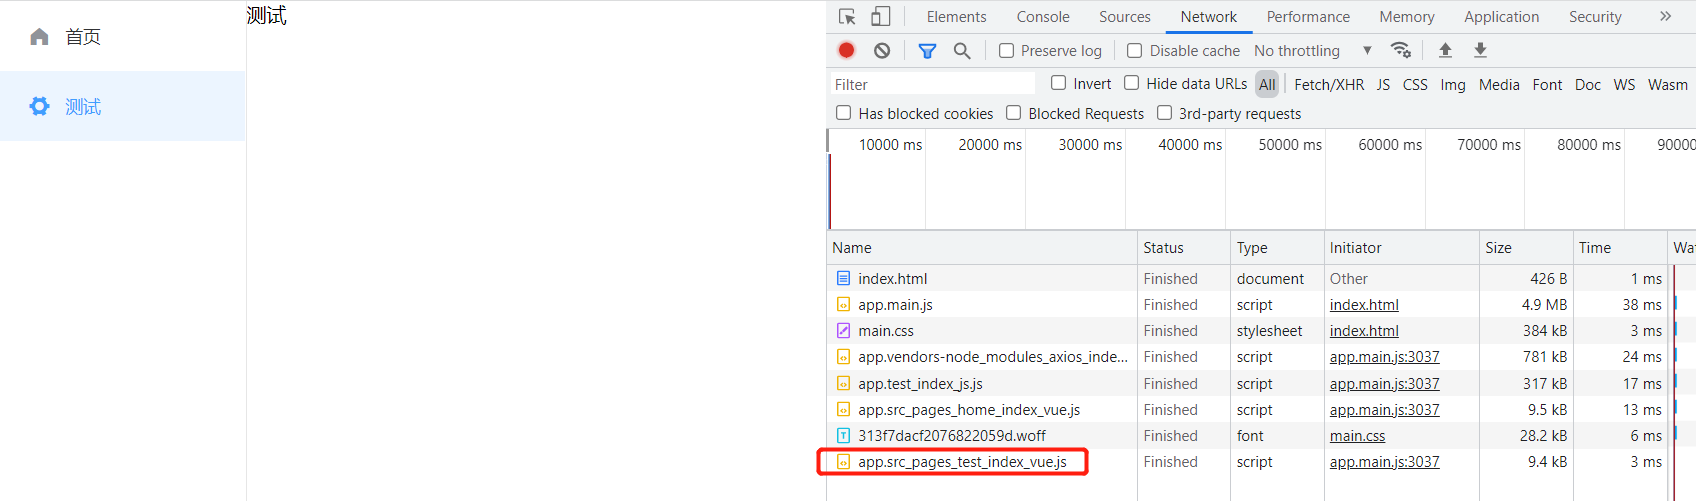 首页
测试
测试
Elements Console Sources Network Performance Memory Application Security »
Preserve log Disable cache No throttling ▼
Filter Invert Hide data URLs All Fetch/XHR JS CSS Img Media Font Doc WS Wasm
Has blocked cookies Blocked Requests 3rd-party requests
10000 ms 20000 ms 30000 ms 40000 ms 50000 ms 60000 ms 70000 ms 80000 ms 90000
Name Status Type Initiator Size Time Wat
index.html Finished document Other 426 B 1 ms
app.main.js Finished script index.html 4.9 MB 38 ms
main.css Finished stylesheet index.html 384 kB 3 ms
app.vendors-node_modules_axios_inde... Finished script app.main.js:3037 781 kB 24 ms
app.test_index_js.js Finished script app.main.js:3037 317 kB 17 ms
app.src_pages_home_index_vue.js Finished script app.main.js:3037 9.5 kB 13 ms
313f7dacf2076822059d.woff Finished font main.css 28.2 kB 6 ms
app.src_pages_test_index_vue.js Finished script app.main.js:3037 9.4 kB 3 ms